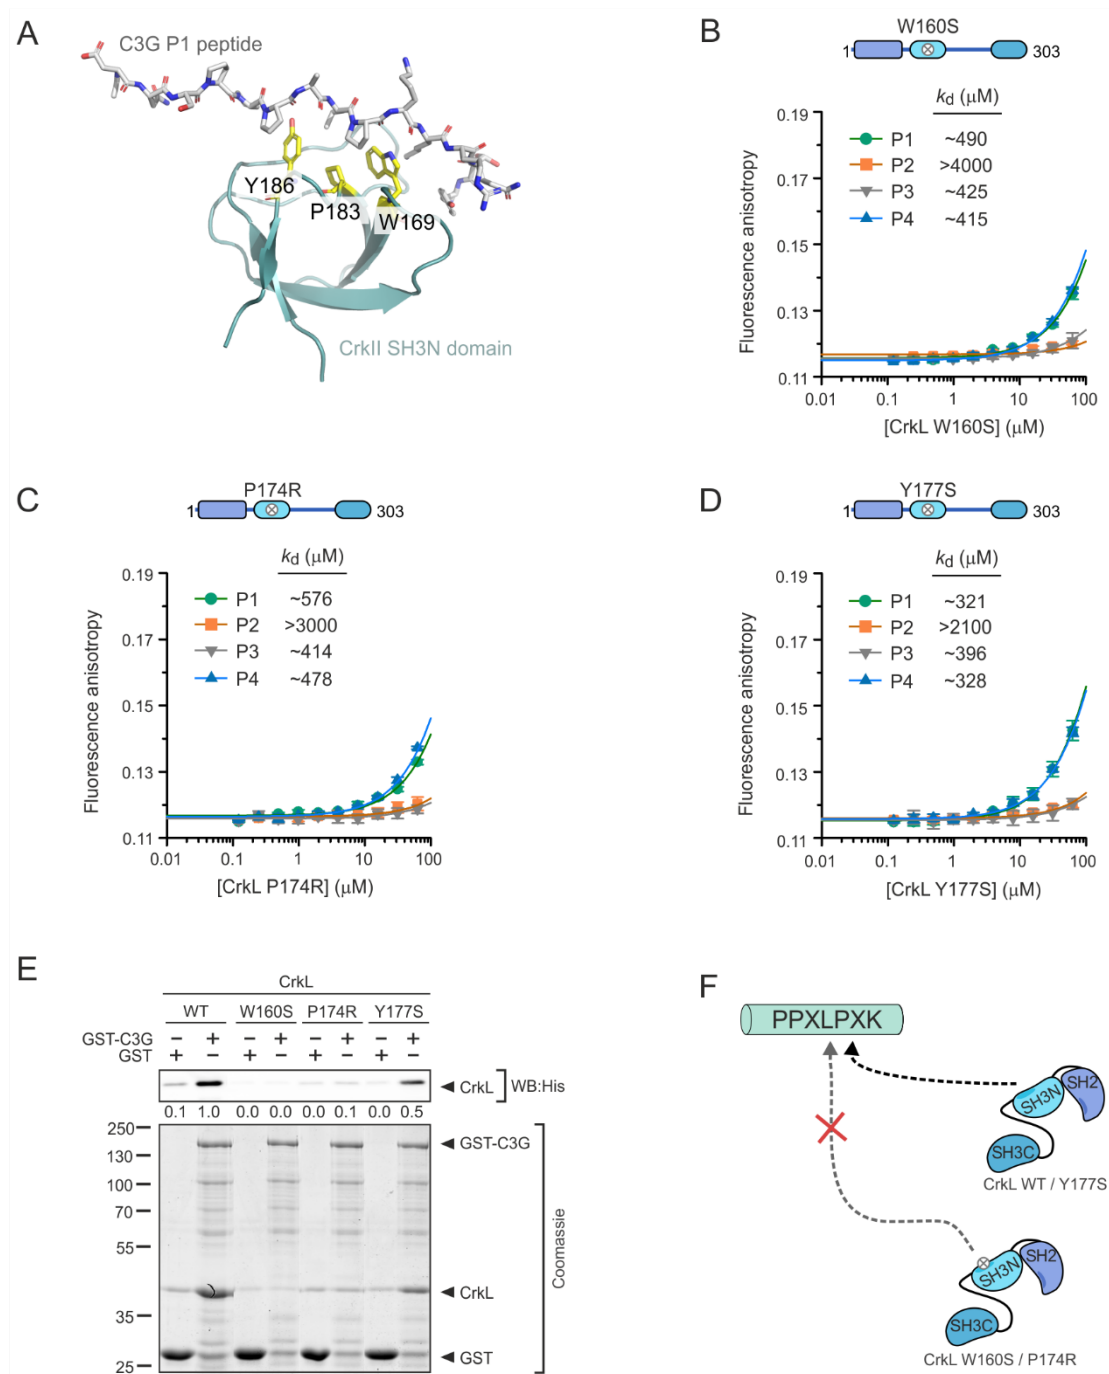 A
C3G P1 peptide
Y186
P183
W169
CrkII SH3N domain
B
W160S
1
303
kd (μM)
P1 ~490
P2 >4000
P3 ~425
P4 ~415
Fluorescence anisotropy
0.19
0.17
0.15
0.13
0.11
0.01 0.1 1 10 100
[CrkL W160S] (μM)
C
P174R
1
303
kd (μM)
P1 ~576
P2 >3000
P3 ~414
P4 ~478
Fluorescence anisotropy
0.19
0.17
0.15
0.13
0.11
0.01 0.1 1 10 100
[CrkL P174R] (μM)
D
Y177S
1
303
kd (μM)
P1 ~321
P2 >2100
P3 ~396
P4 ~328
Fluorescence anisotropy
0.19
0.17
0.15
0.13
0.11
0.01 0.1 1 10 100
[CrkL Y177S] (μM)
E
CrkL
WT W160S P174R Y177S
GST-C3G − + − + − + − +
GST + − + − + − + −
CrkL WB:His
0.1 1.0 0.0 0.0 0.0 0.1 0.0 0.5
250
130
100
70
55
35
25
GST-C3G
CrkL
GST
Coomassie
F
PPXLPXK
SH3N
SH2
SH3C
CrkL WT / Y177S
SH3N
SH2
SH3C
CrkL W160S / P174R